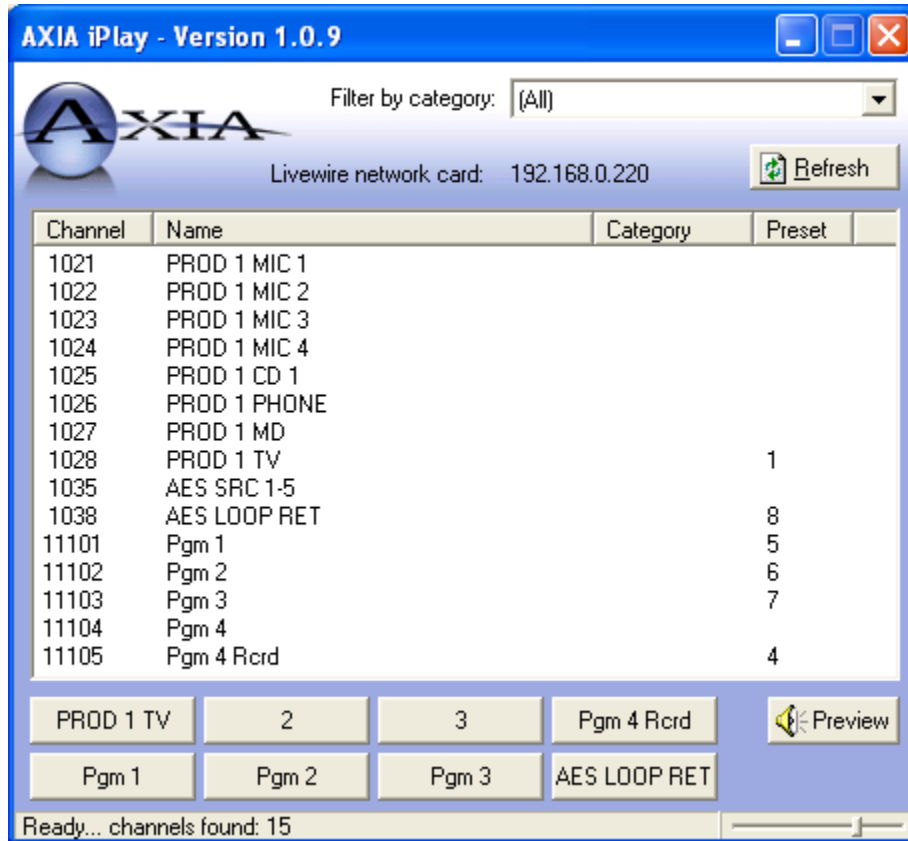 AXIA iPlay - Version 1.0.9
AXIA
Filter by category: (All)
Livewire network card: 192.168.0.220 Refresh
Channel Name Category Preset
1021 PROD 1 MIC 1
1022 PROD 1 MIC 2
1023 PROD 1 MIC 3
1024 PROD 1 MIC 4
1025 PROD 1 CD 1
1026 PROD 1 PHONE
1027 PROD 1 MD
1028 PROD 1 TV 1
1035 AES SRC 1-5
1038 AES LOOP RET 8
11101 Pgm 1 5
11102 Pgm 2 6
11103 Pgm 3 7
11104 Pgm 4
11105 Pgm 4 Rcrd 4
PROD 1 TV 2 3 Pgm 4 Rcrd Preview
Pgm 1 Pgm 2 Pgm 3 AES LOOP RET
Ready... channels found: 15